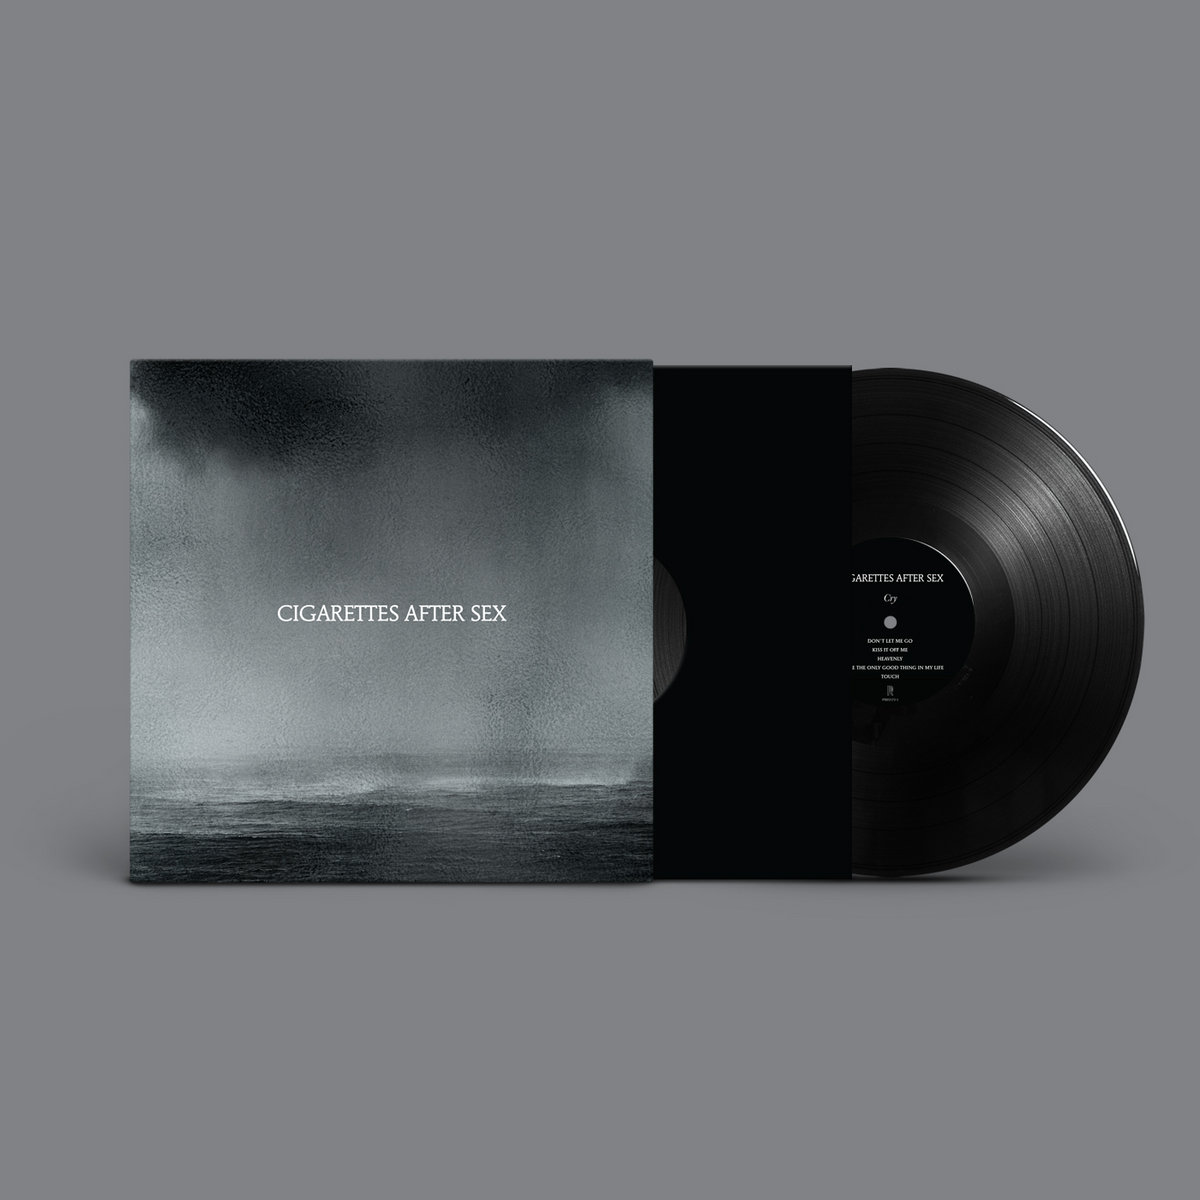 CIGARETTES AFTER SEX
GARETTES AFTER SEX
Cry
DON'T LET ME GO
KISS IT OFF ME
HEAVENLY
THE ONLY GOOD THING IN MY LIFE
TOUCH